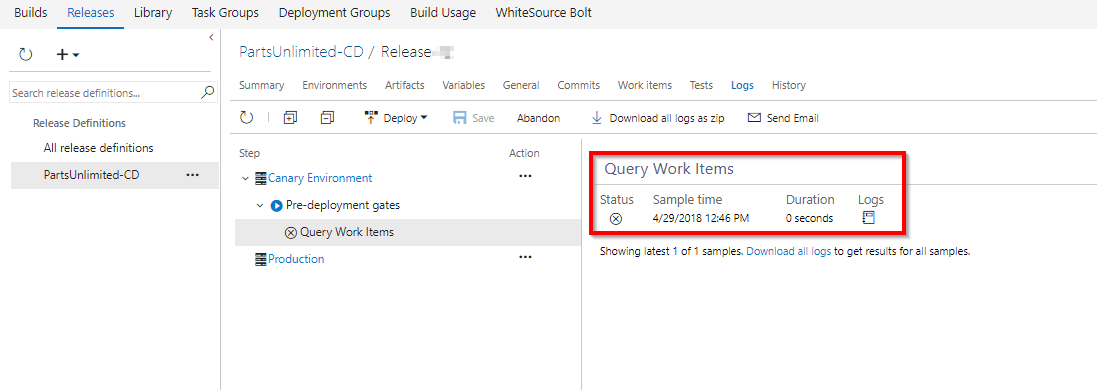 Builds Releases Library Task Groups Deployment Groups Build Usage WhiteSource Bolt
PartsUnlimited-CD / Release
Search release definitions...
Release Definitions
All release definitions
PartsUnlimited-CD ...
Summary Environments Artifacts Variables General Commits Work items Tests Logs History
Deploy Save Abandon Download all logs as zip Send Email
Step Action
Canary Environment ...
Pre-deployment gates
Query Work Items
Production ...
Query Work Items
Status Sample time Duration Logs
4/29/2018 12:46 PM 0 seconds
Showing latest 1 of 1 samples. Download all logs to get results for all samples.